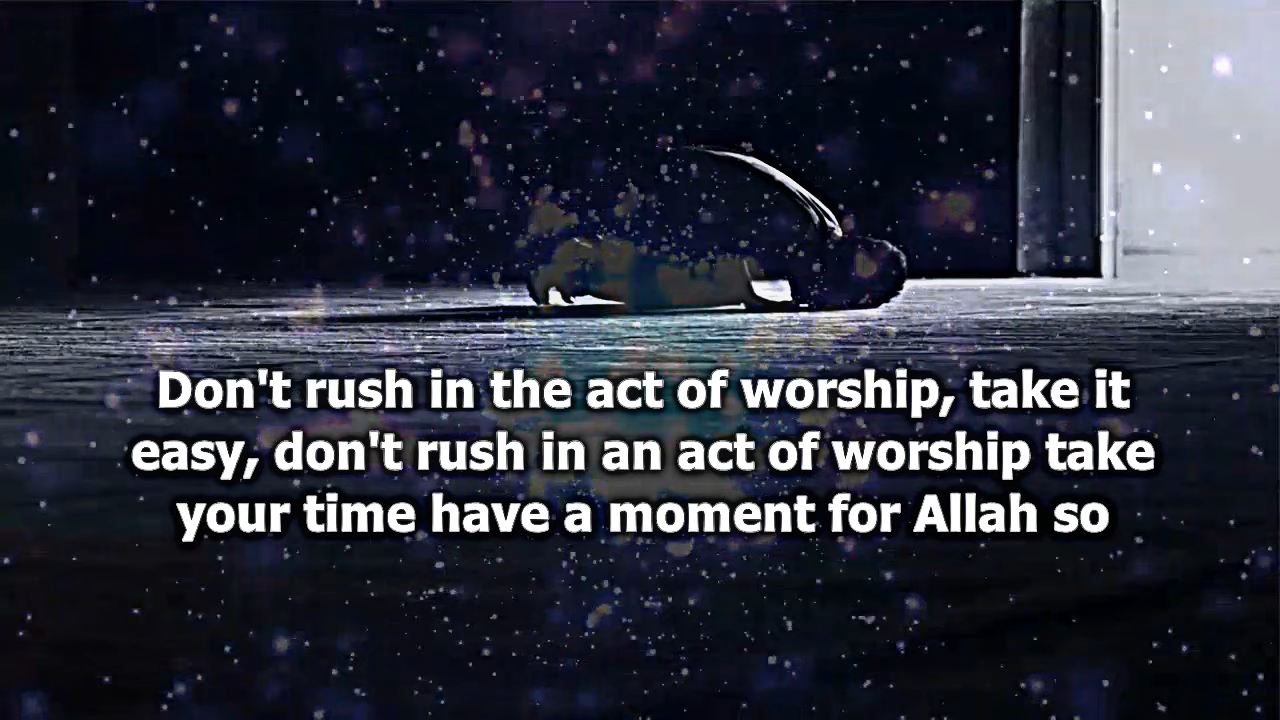 Don't rush in the act of worship, take it
easy, don't rush in an act of worship take
your time have a moment for Allah so